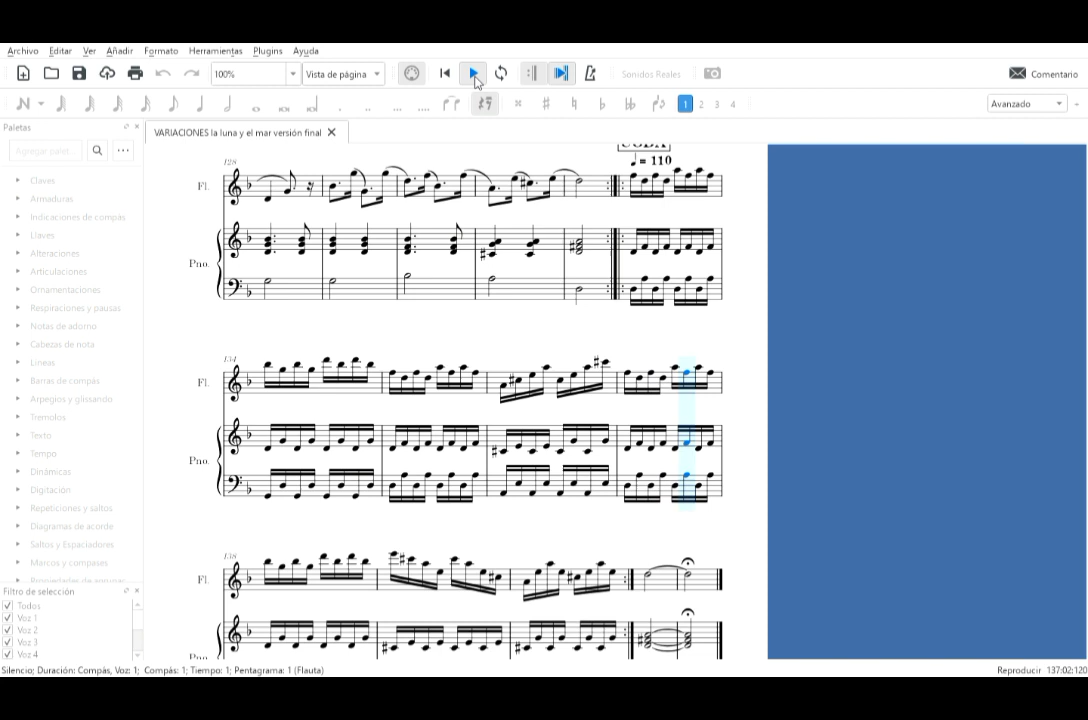 Archivo Editar Ver Añadir Formato Herramientas Plugins Ayuda
100% Vista de página Sonidos Reales Comentario
1 2 3 4 Avanzado
Paletas
VARIACIONES la luna y el mar versión final
Agregar palet...
Claves
Armaduras
Indicaciones de compás
Llaves
Alteraciones
Articulaciones
Ornamentaciones
Respiraciones y pausas
Notas de adorno
Cabezas de nota
Líneas
Barras de compás
Arpegios y glissando
Tremolos
Texto
Tempo
Dinámicas
Digitación
Repeticiones y saltos
Diagramas de acorde
Saltos y Espaciadores
Marcos y compases
Filtro de selección
Todos
Voz 1
Voz 2
Voz 3
Voz 4
CODA
= 110
128
Fl.
Pno.
134
Fl.
Pno.
138
Fl.
Pno.
Silencio; Duración: Compás, Voz: 1; Compás: 1; Tiempo: 1; Pentagrama: 1 (Flauta)
Reproducir 137:02:120